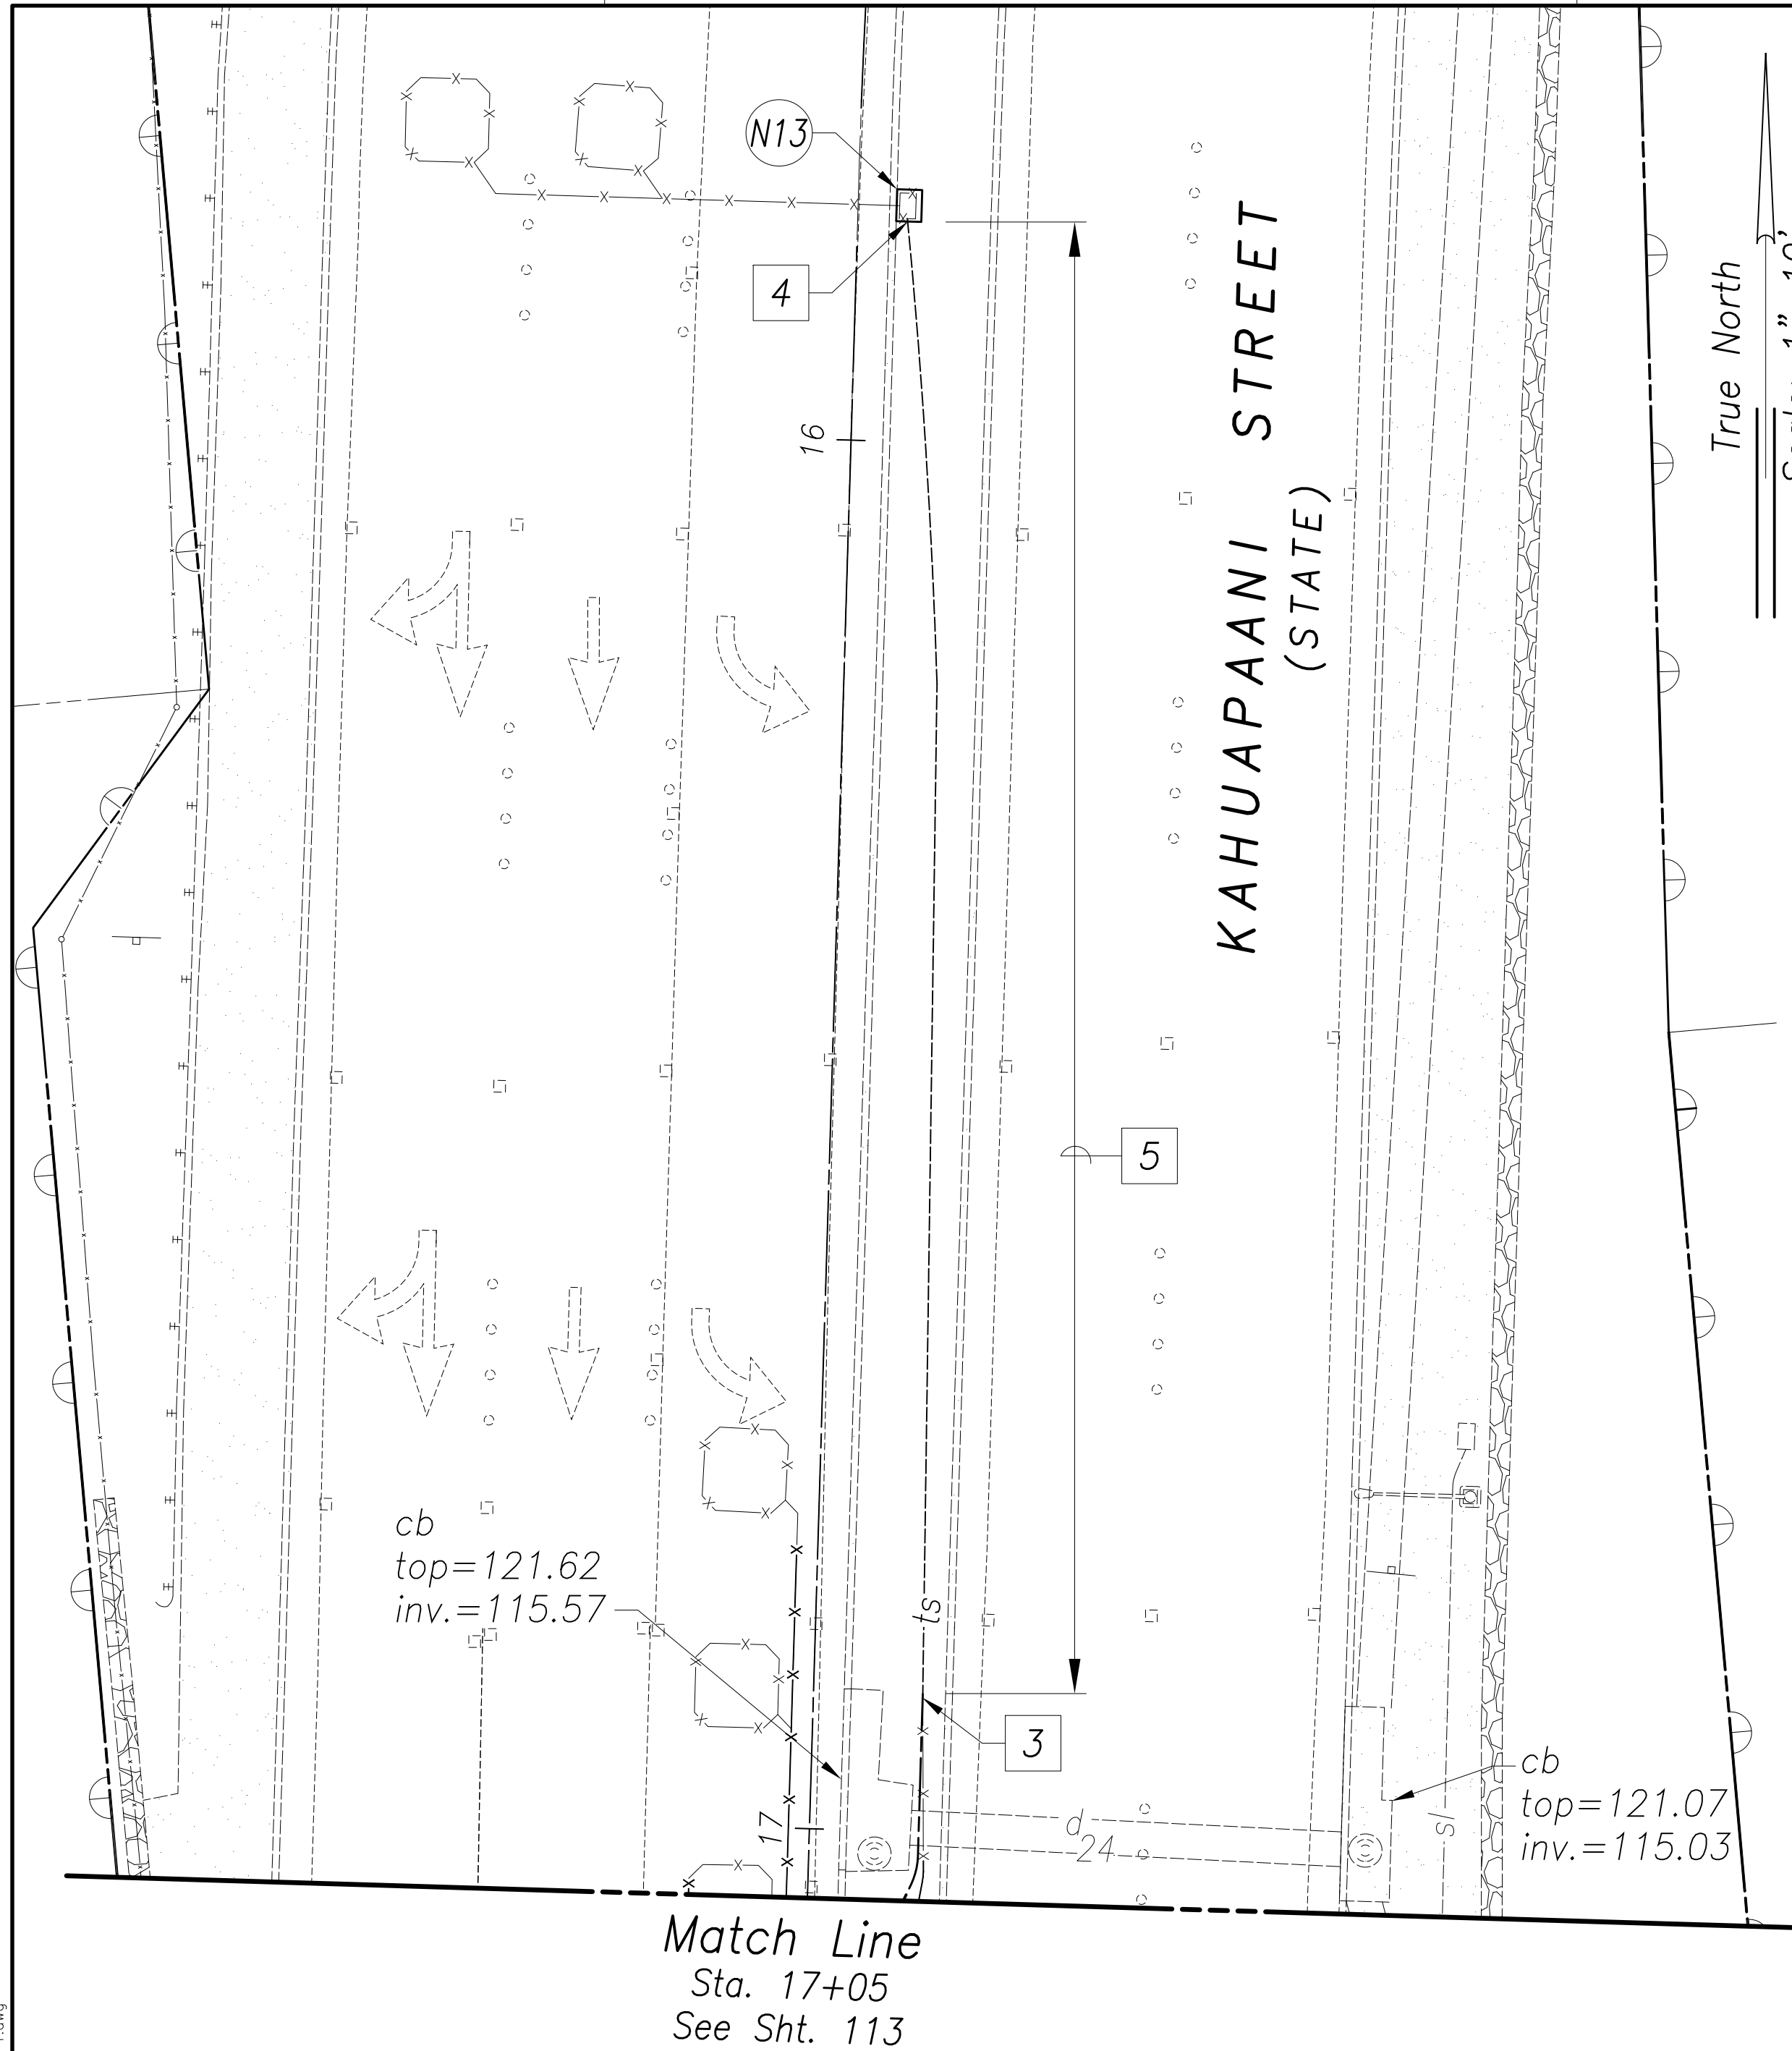 N13
4
16
KAHUAPAANI STREET
(STATE)
True North
5
cb
top=121.62
inv.=115.57
ts
3
17
d
24
sl
cb
top=121.07
inv.=115.03
Match Line
Sta. 17+05
See Sht. 113